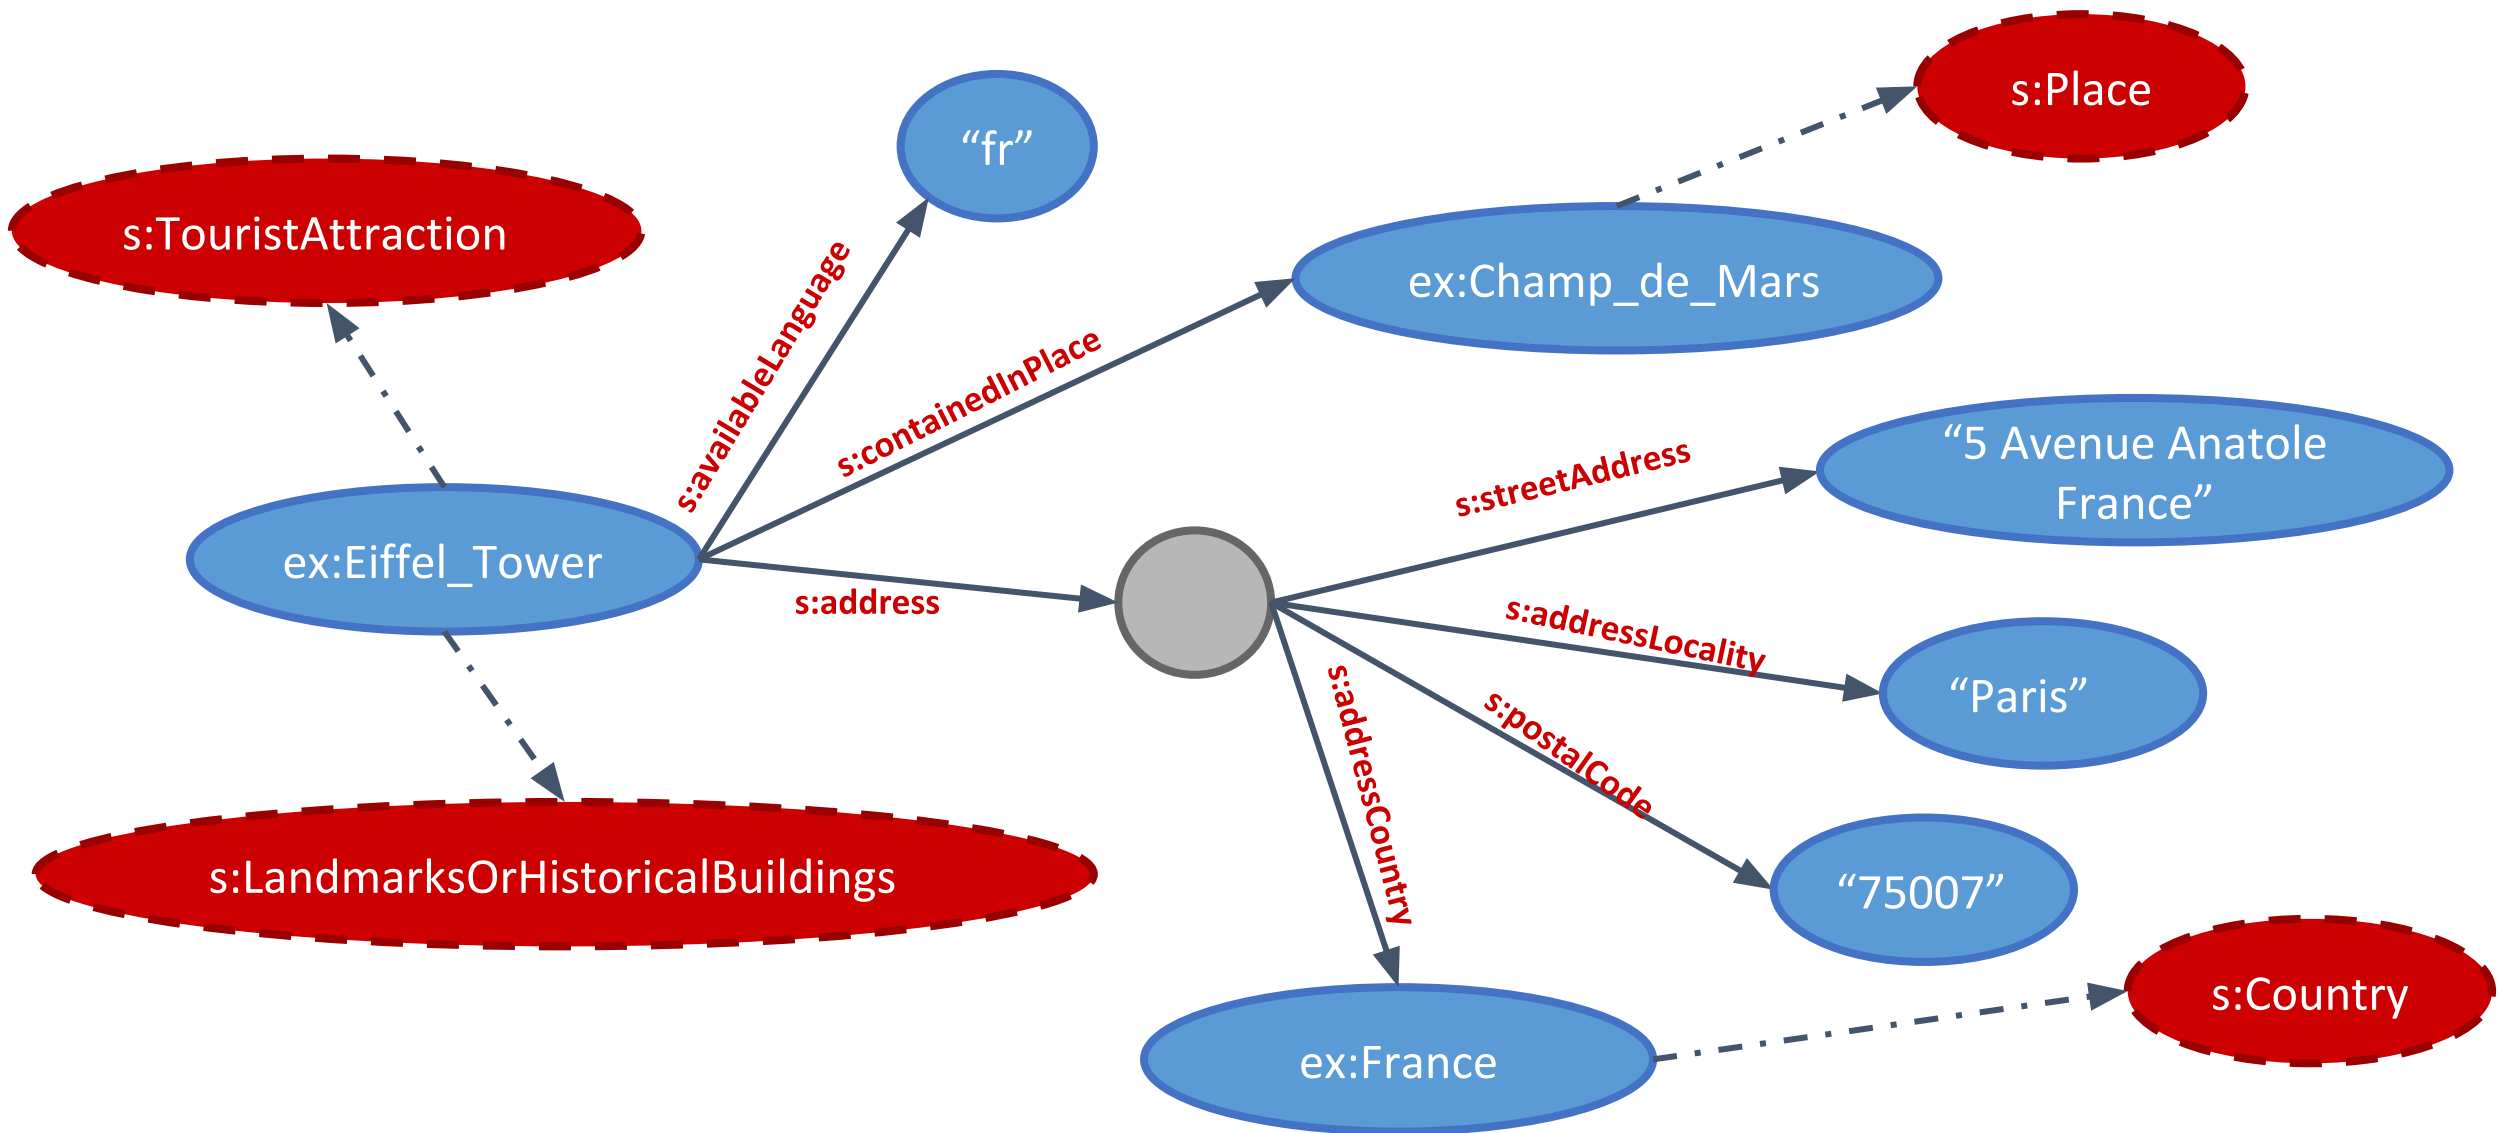 s:Place
“fr”
s:TouristAttraction
s:availableLanguage
ex:Champ_de_Mars
s:containedInPlace
“5 Avenue Anatole
France”
s:streetAddress
ex:Eiffel_Tower
s:address
s:addressLocality
“Paris”
s:addressCountry
s:postalCode
s:LandmarksOrHistoricalBuildings
“75007”
s:Country
ex:France